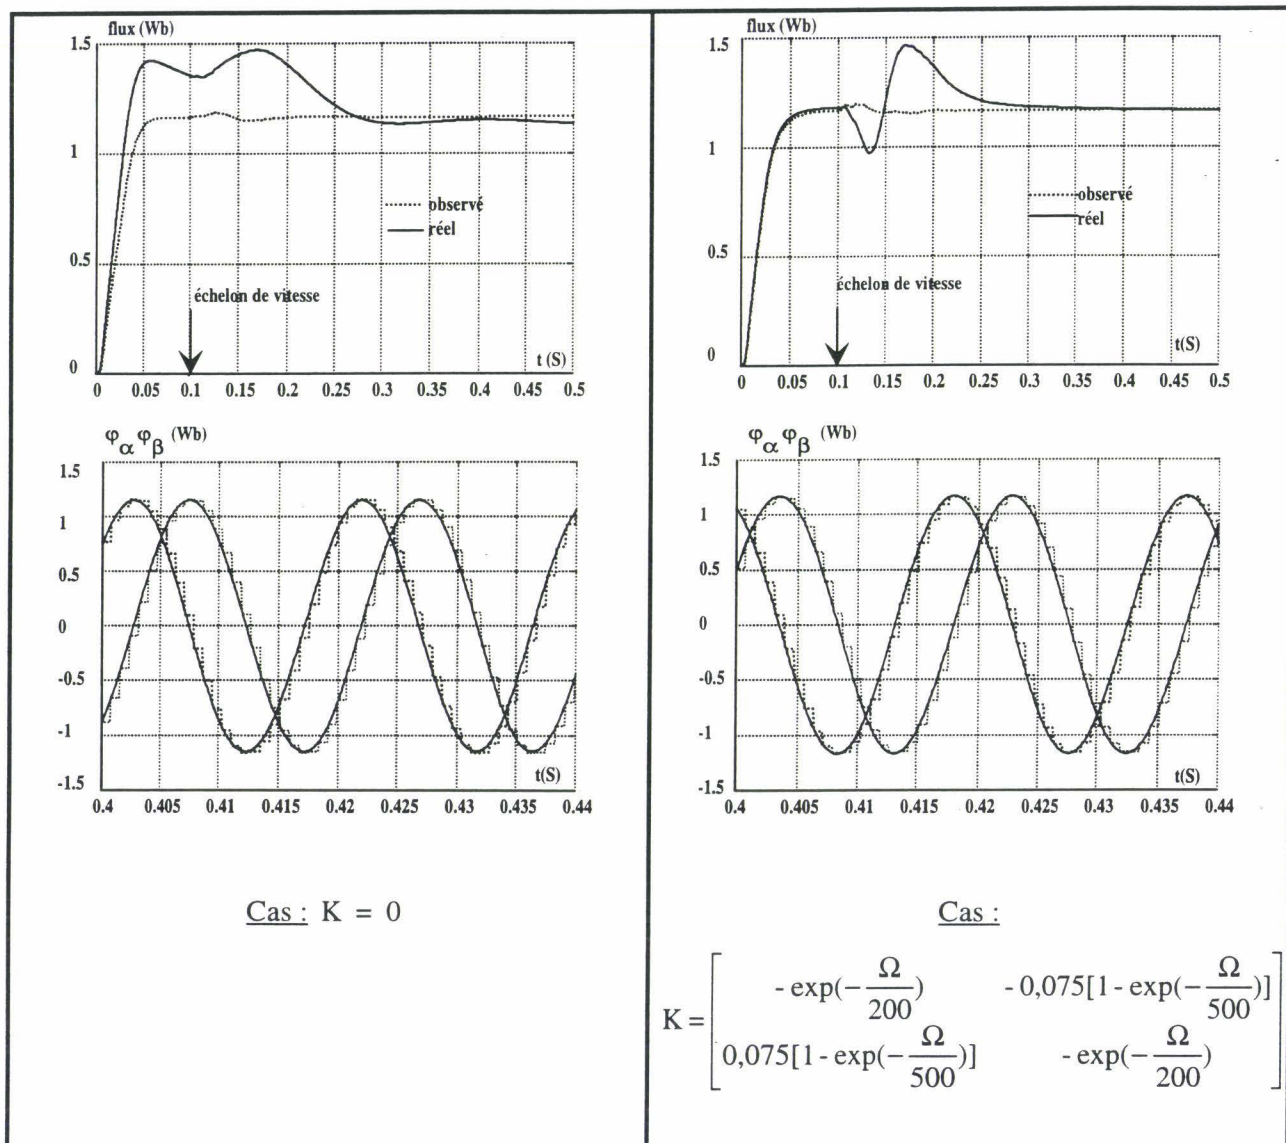 flux (Wb)
1.5
1
0.5
0
observé
réel
échelon de vitesse
t (S)
0 0.05 0.1 0.15 0.2 0.25 0.3 0.35 0.4 0.45 0.5
φα φβ (Wb)
1.5
1
0.5
0
-0.5
-1
-1.5
t(S)
0.4 0.405 0.41 0.415 0.42 0.425 0.43 0.435 0.44
Cas : K = 0
flux (Wb)
1.5
1
0.5
0
observé
réel
échelon de vitesse
t(S)
0 0.05 0.1 0.15 0.2 0.25 0.3 0.35 0.4 0.45 0.5
φα φβ (Wb)
1.5
1
0.5
0
-0.5
-1
-1.5
t(S)
0.4 0.405 0.41 0.415 0.42 0.425 0.43 0.435 0.44
Cas :
K = [ - exp(-Ω/200) - 0,075[1 - exp(-Ω/500)]
0,075[1 - exp(-Ω/500)] - exp(-Ω/200) ]